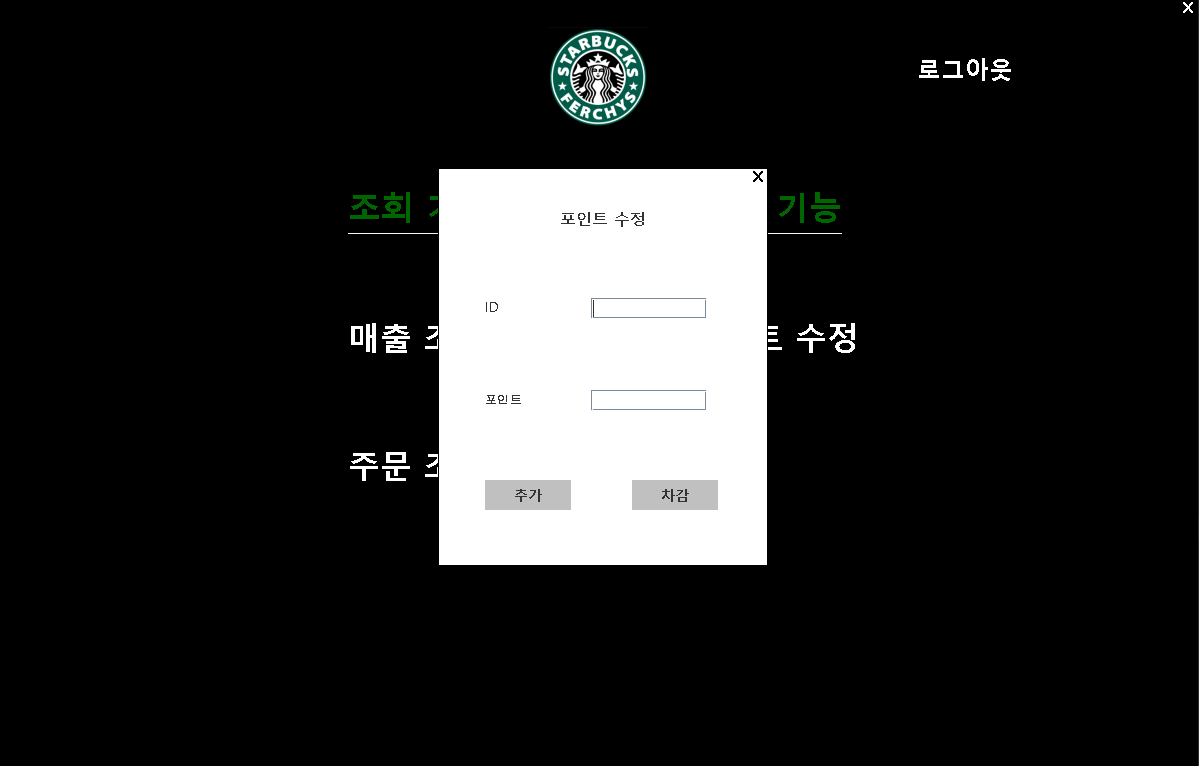 X
STARBUCKS
FERCHYS
로그아웃
조회
기능
X
포인트 수정
ID
매출
수정
포인트
주문
추가
차감